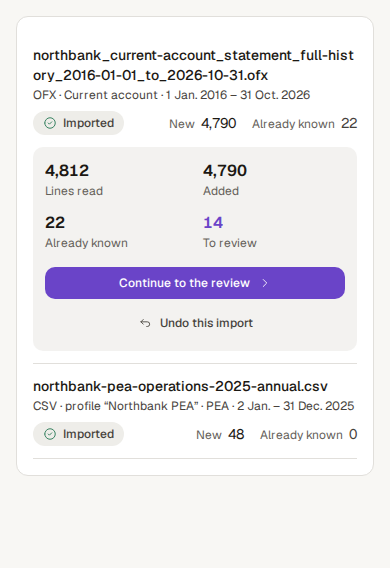 northbank_current-account_statement_full-hist
ory_2016-01-01_to_2026-10-31.ofx
OFX · Current account · 1 Jan. 2016 – 31 Oct. 2026
Imported New 4,790 Already known 22
4,812 4,790
Lines read Added
22 14
Already known To review
Continue to the review
Undo this import
northbank-pea-operations-2025-annual.csv
CSV · profile “Northbank PEA” · PEA · 2 Jan. – 31 Dec. 2025
Imported New 48 Already known 0